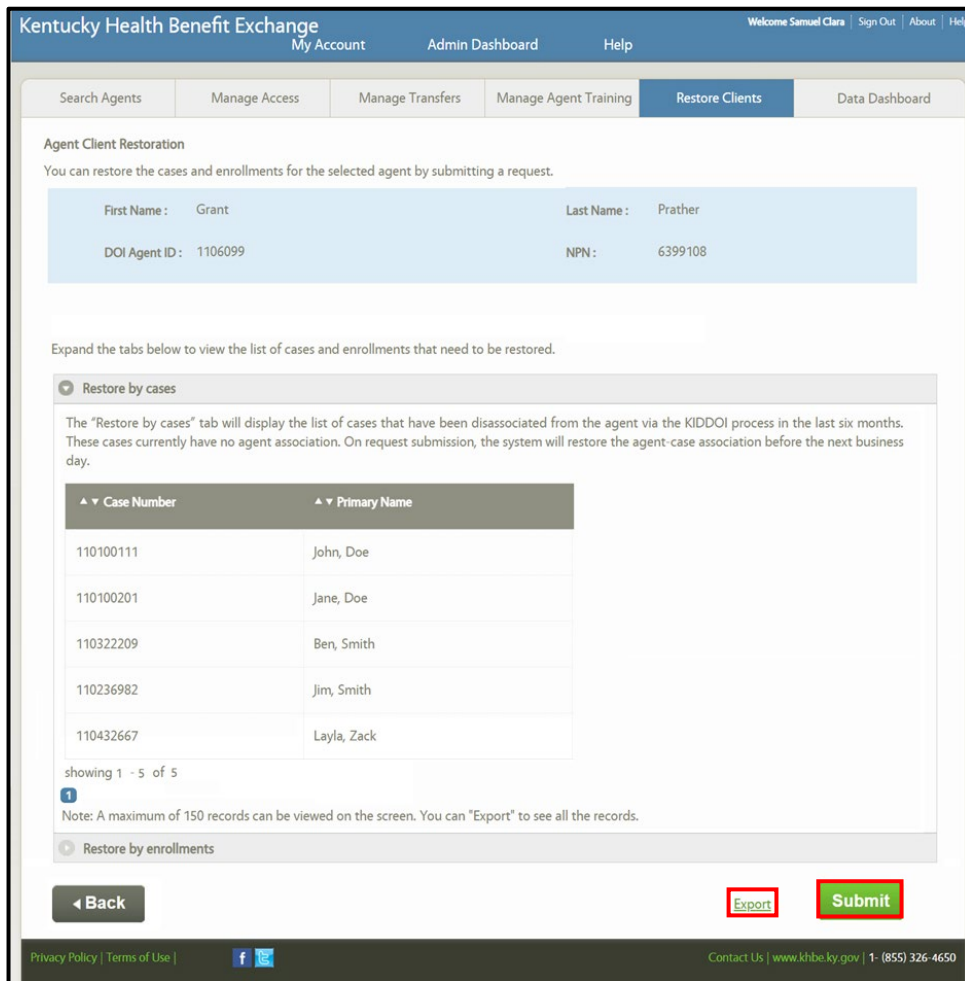 Kentucky Health Benefit Exchange
Welcome Samuel Clara | Sign Out | About | Help
My Account Admin Dashboard Help
Search Agents Manage Access Manage Transfers Manage Agent Training Restore Clients Data Dashboard
Agent Client Restoration
You can restore the cases and enrollments for the selected agent by submitting a request.
First Name : Grant Last Name : Prather
DOI Agent ID : 1106099 NPN : 6399108
Expand the tabs below to view the list of cases and enrollments that need to be restored.
Restore by cases
The “Restore by cases” tab will display the list of cases that have been disassociated from the agent via the KIDDOI process in the last six months.
These cases currently have no agent association. On request submission, the system will restore the agent-case association before the next business
day.
Case Number Primary Name
110100111 John, Doe
110100201 Jane, Doe
110322209 Ben, Smith
110236982 Jim, Smith
110432667 Layla, Zack
showing 1 - 5 of 5
1
Note: A maximum of 150 records can be viewed on the screen. You can "Export" to see all the records.
Restore by enrollments
Back Export Submit
Privacy Policy | Terms of Use | f Contact Us | www.khbe.ky.gov | 1- (855) 326-4650